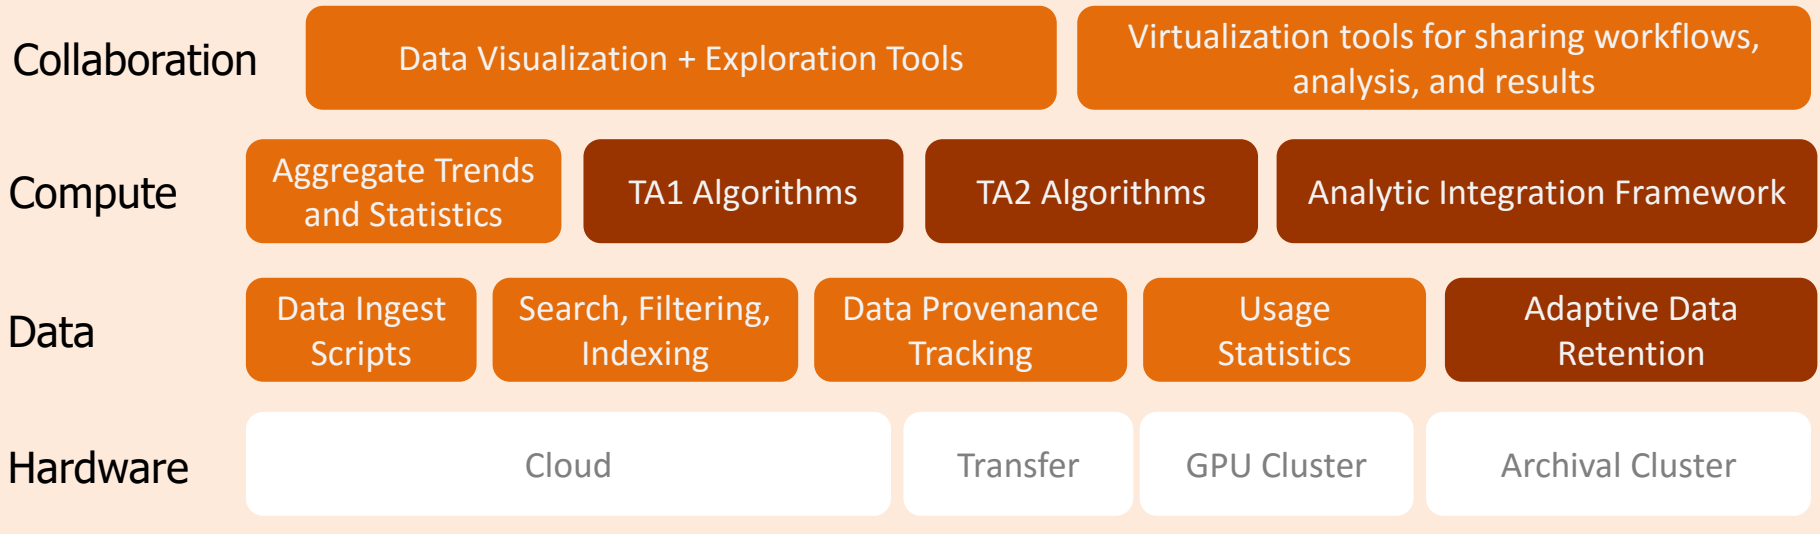 Collaboration
Data Visualization + Exploration Tools
Virtualization tools for sharing workflows,
analysis, and results
Compute
Aggregate Trends
and Statistics
TA1 Algorithms
TA2 Algorithms
Analytic Integration Framework
Data
Data Ingest
Scripts
Search, Filtering,
Indexing
Data Provenance
Tracking
Usage
Statistics
Adaptive Data
Retention
Hardware
Cloud
Transfer
GPU Cluster
Archival Cluster